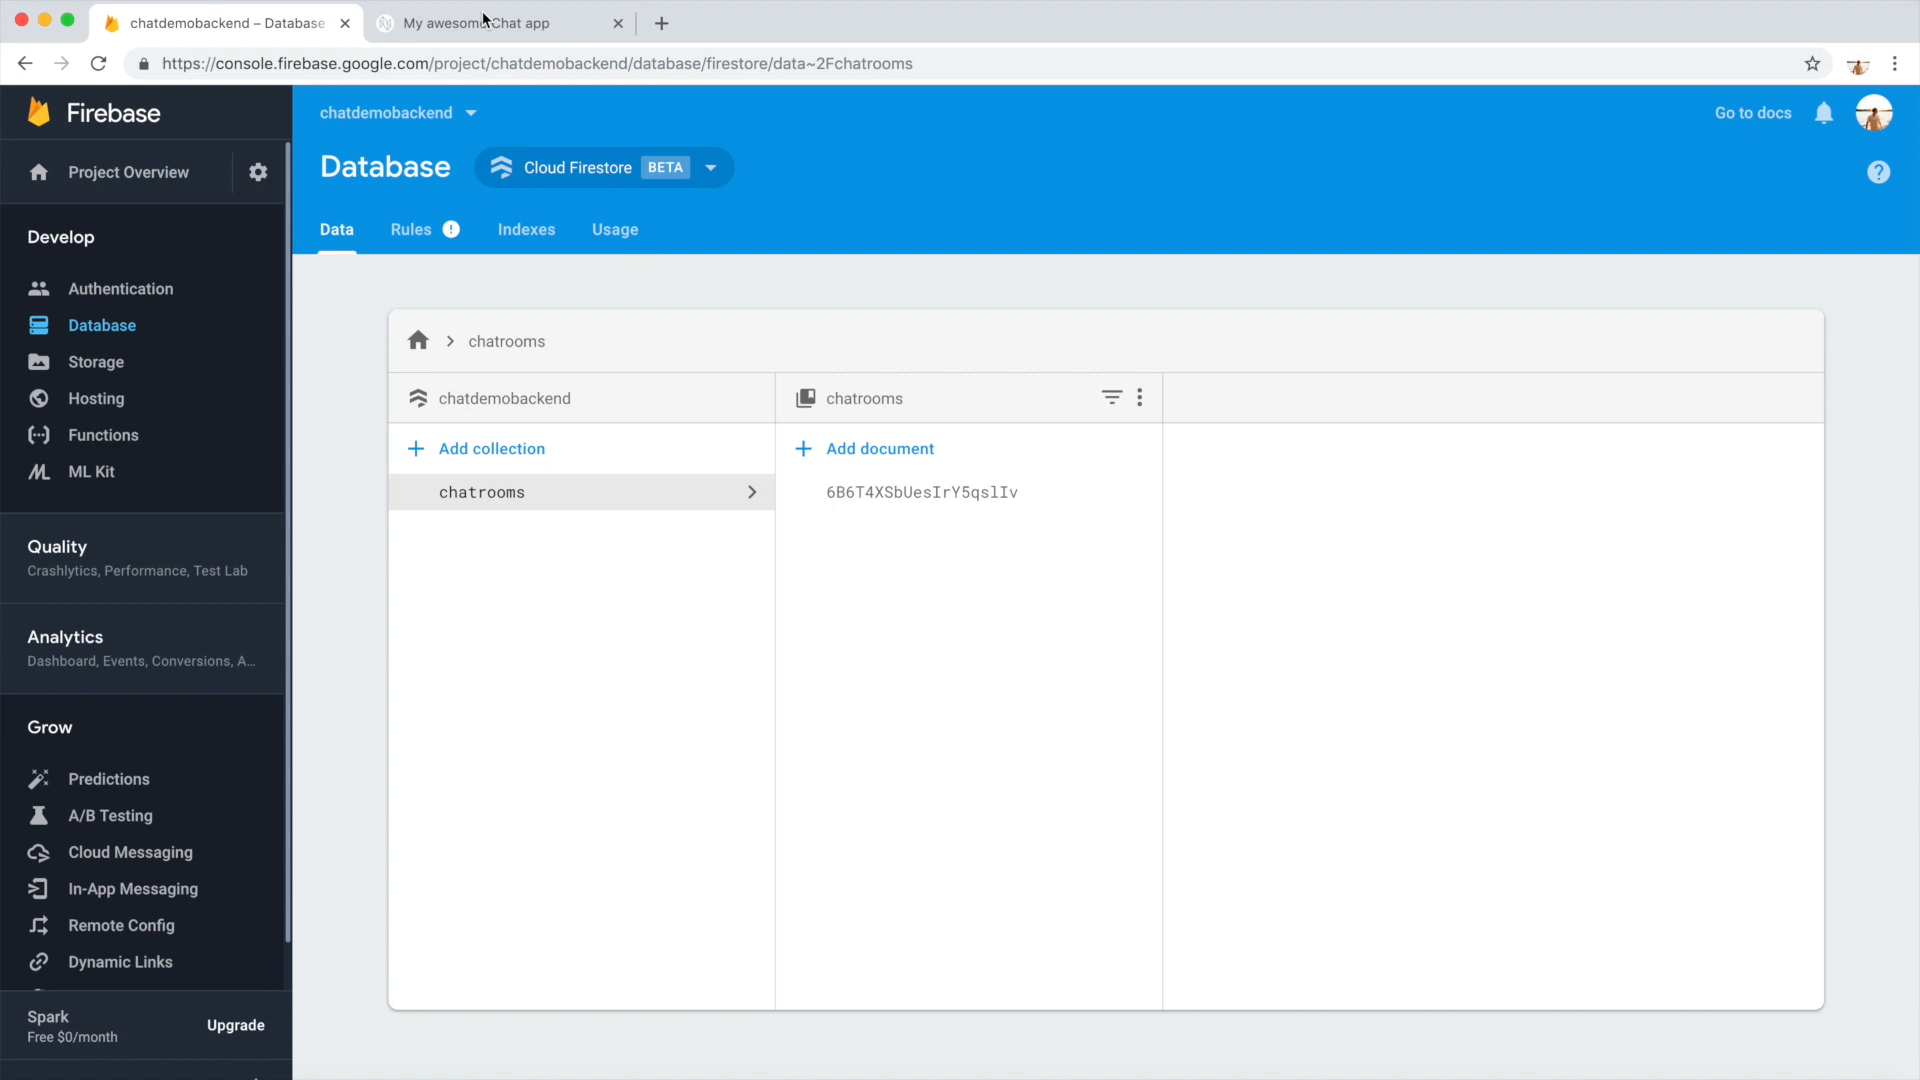 chatdemobackend – Database
My awesome Chat app
https://console.firebase.google.com/project/chatdemobackend/database/firestore/data~2Fchatrooms
Firebase
chatdemobackend
Go to docs
Project Overview
Database
Cloud Firestore BETA
Data
Rules
Indexes
Usage
Develop
Authentication
Database
Storage
Hosting
Functions
ML Kit
Quality
Crashlytics, Performance, Test Lab
Analytics
Dashboard, Events, Conversions, A...
Grow
Predictions
A/B Testing
Cloud Messaging
In-App Messaging
Remote Config
Dynamic Links
Spark
Free $0/month
Upgrade
chatrooms
chatdemobackend
chatrooms
Add collection
Add document
chatrooms
6B6T4XSbUesIrY5qslIv